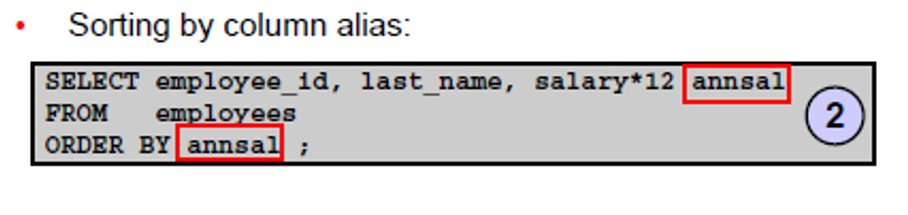 • Sorting by column alias:
SELECT employee_id, last_name, salary*12 annsal
FROM employees
ORDER BY annsal ;
2